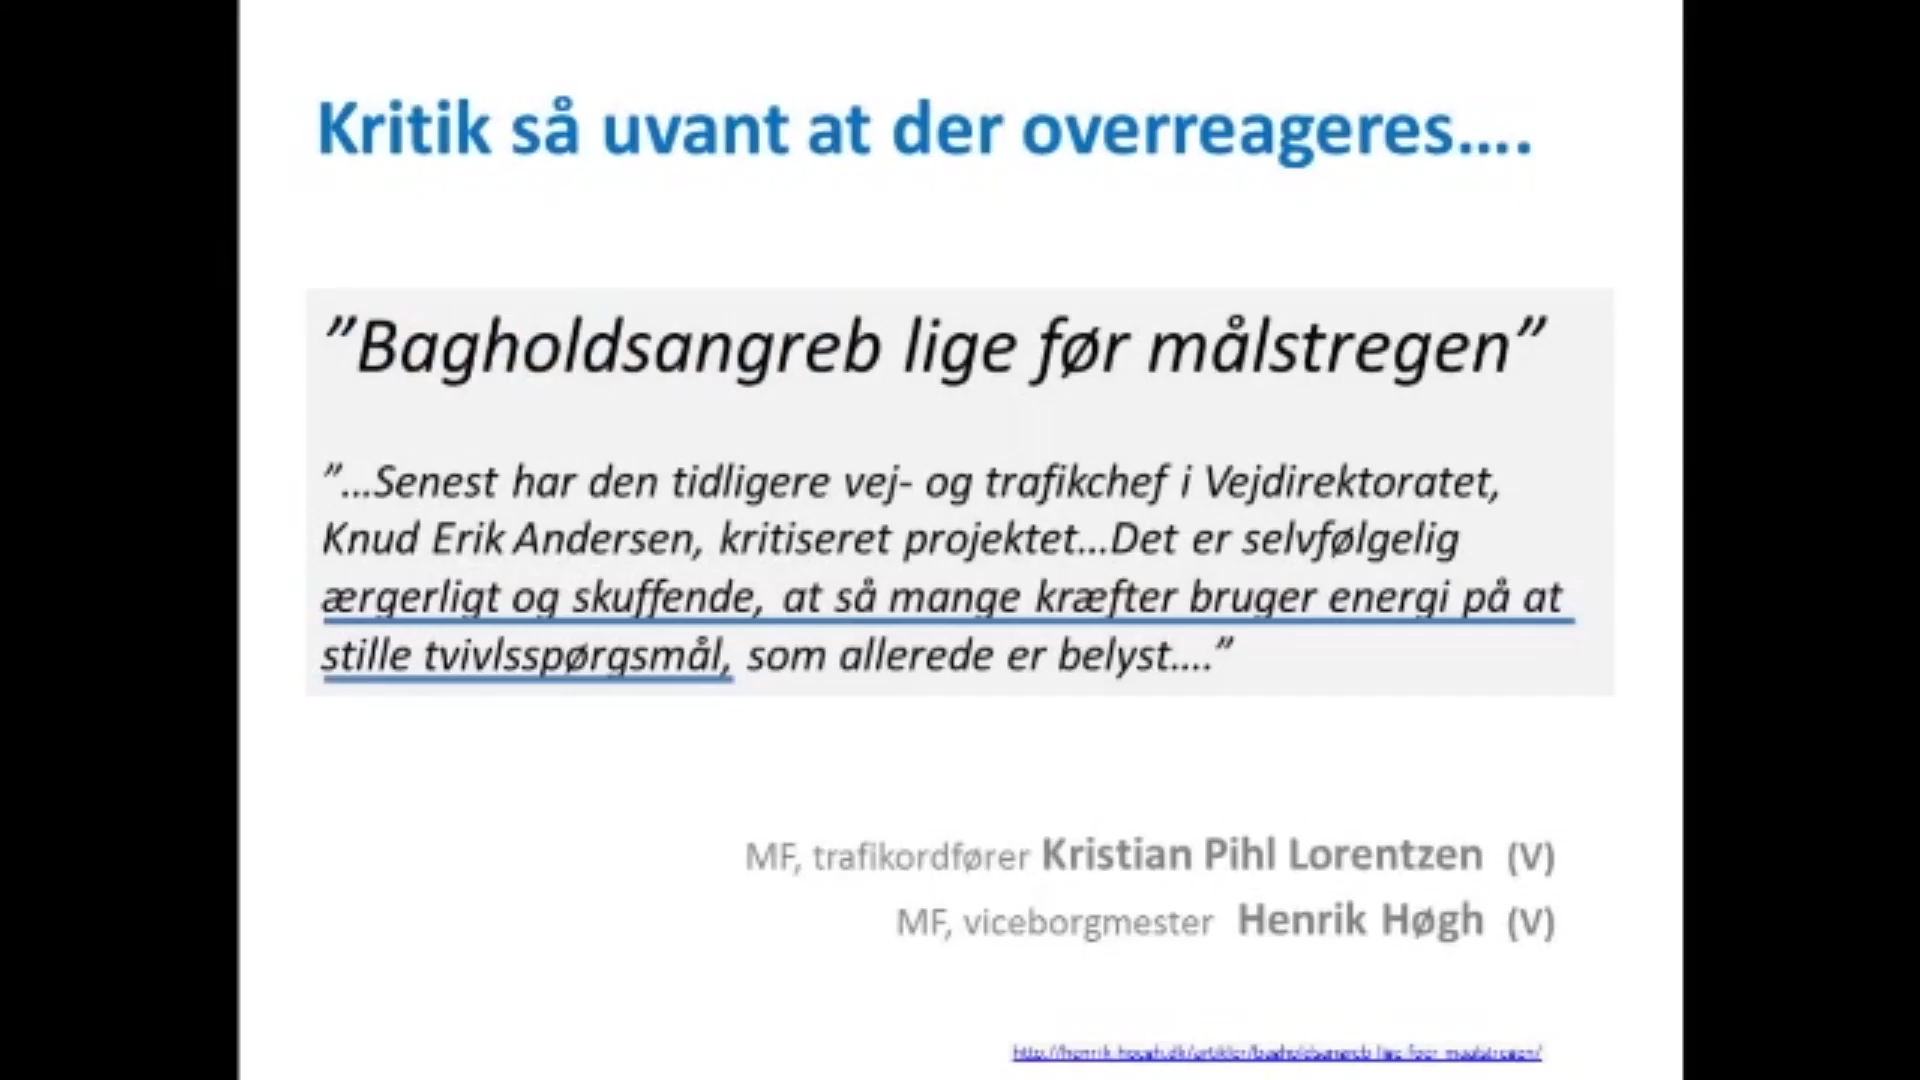 Kritik så uvant at der overreageres....
”Bagholdsangreb lige før målstregen”
”...Senest har den tidligere vej- og trafikchef i Vejdirektoratet,
Knud Erik Andersen, kritiseret projektet...Det er selvfølgelig
ærgerligt og skuffende, at så mange kræfter bruger energi på at
stille tvivlsspørgsmål, som allerede er belyst....”
MF, trafikordfører Kristian Pihl Lorentzen (V)
MF, viceborgmester Henrik Høgh (V)